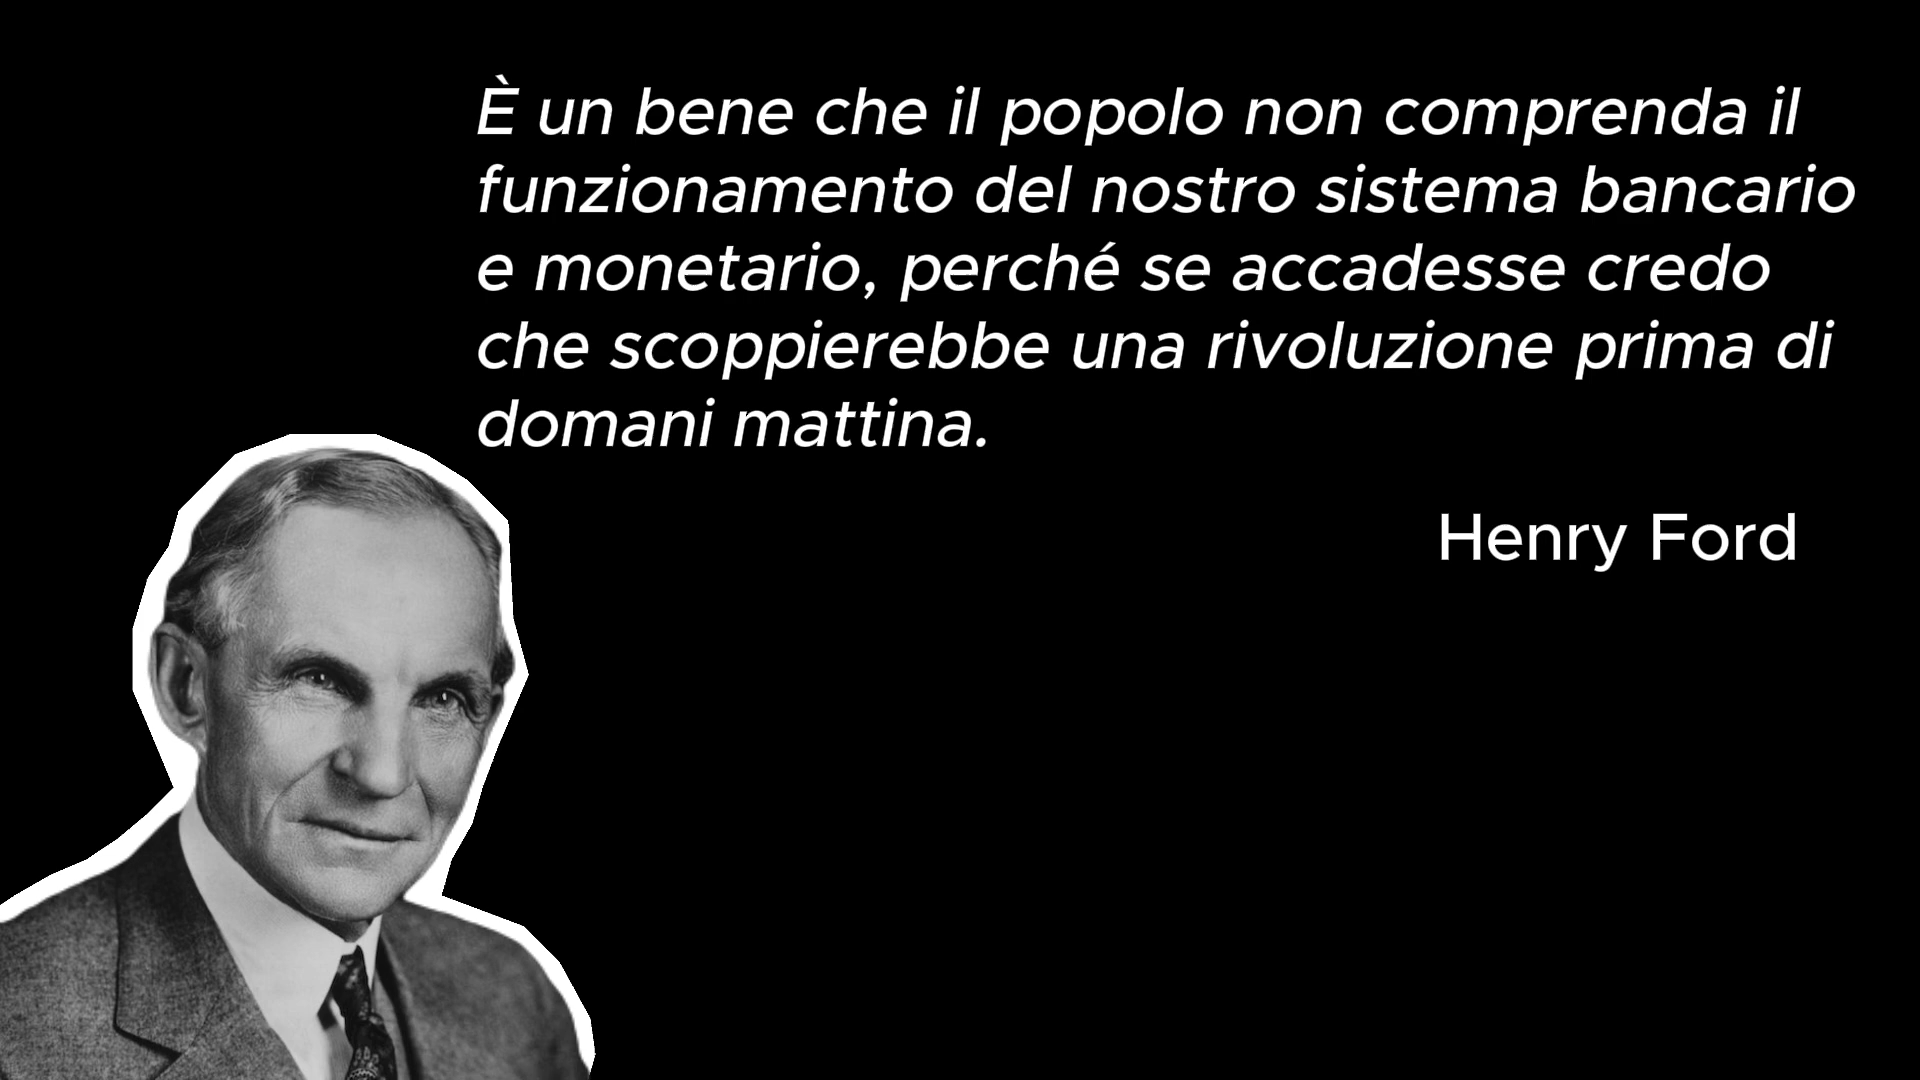 È un bene che il popolo non comprenda il
funzionamento del nostro sistema bancario
e monetario, perché se accadesse credo
che scoppierebbe una rivoluzione prima di
domani mattina.
Henry Ford